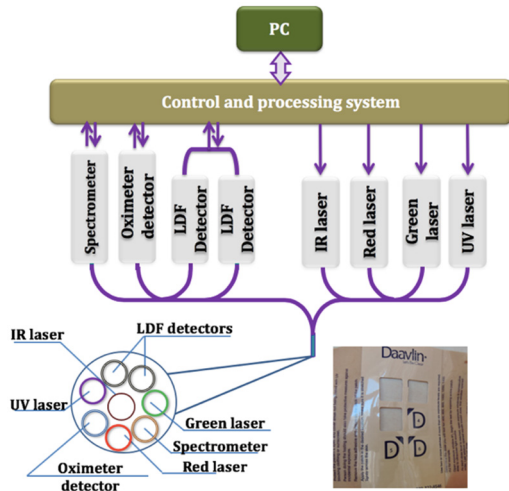 PC
Control and processing system
Spectrometer
Oximeter
detector
LDF
Detector
LDF
Detector
IR laser
Red laser
Green
laser
UV laser
IR laser
LDF detectors
UV laser
Green laser
Spectrometer
Red laser
Oximeter
detector
Daavlin
D
D D